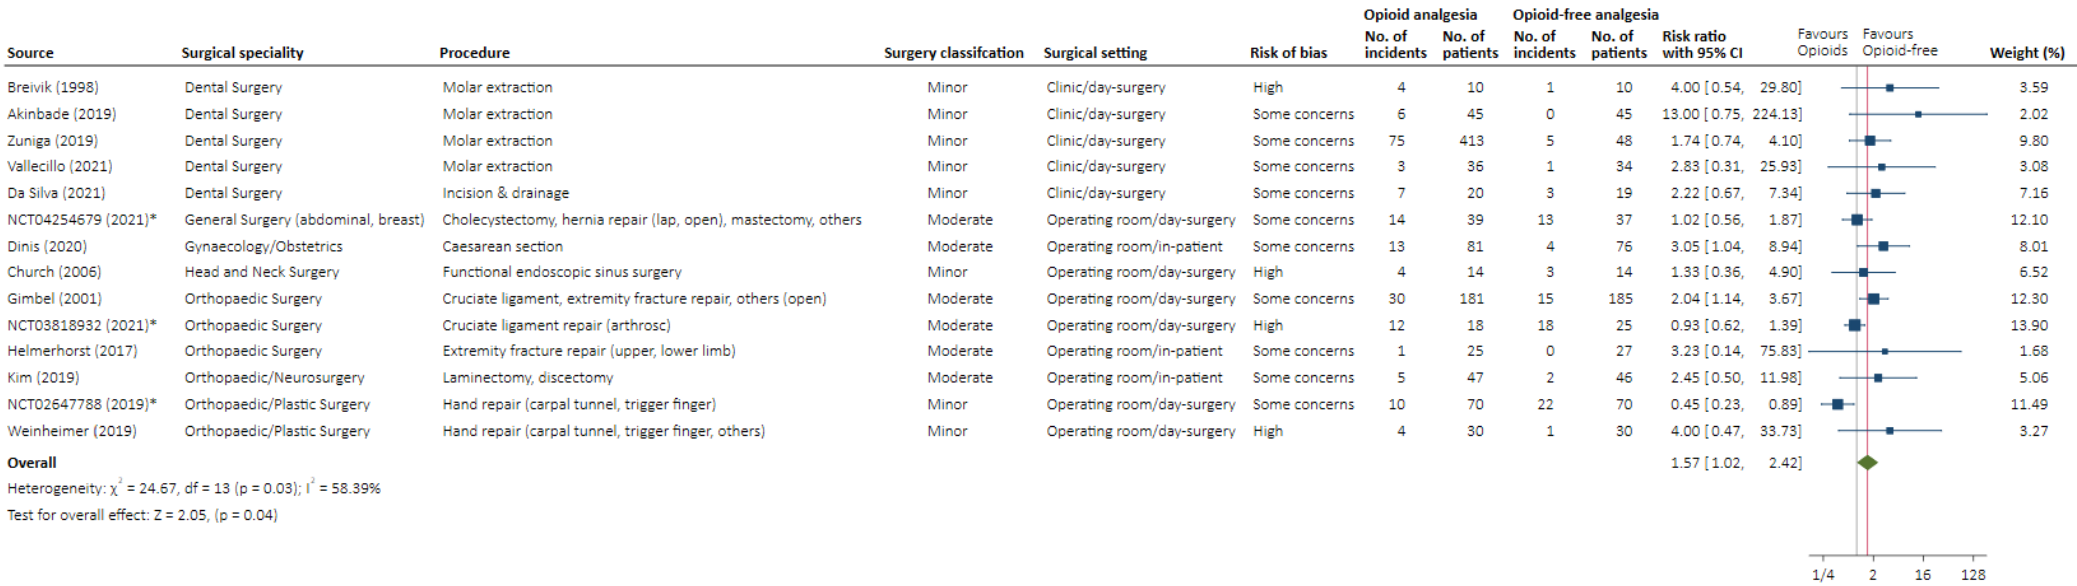 Opioid analgesia Opioid-free analgesia
No. of No. of No. of No. of Risk ratio Favours Favours
Source Surgical speciality Procedure Surgery classifcation Surgical setting Risk of bias incidents patients incidents patients with 95% CI Opioids Opioid-free Weight (%)
Breivik (1998) Dental Surgery Molar extraction Minor Clinic/day-surgery High 4 10 1 10 4.00 [0.54, 29.80] 3.59
Akinbade (2019) Dental Surgery Molar extraction Minor Clinic/day-surgery Some concerns 6 45 0 45 13.00 [0.75, 224.13] 2.02
Zuniga (2019) Dental Surgery Molar extraction Minor Clinic/day-surgery Some concerns 75 413 5 48 1.74 [0.74, 4.10] 9.80
Vallecillo (2021) Dental Surgery Molar extraction Minor Clinic/day-surgery Some concerns 3 36 1 34 2.83 [0.31, 25.93] 3.08
Da Silva (2021) Dental Surgery Incision & drainage Minor Clinic/day-surgery Some concerns 7 20 3 19 2.22 [0.67, 7.34] 7.16
NCT04254679 (2021)* General Surgery (abdominal, breast) Cholecystectomy, hernia repair (lap, open), mastectomy, others Moderate Operating room/day-surgery Some concerns 14 39 13 37 1.02 [0.56, 1.87] 12.10
Dinis (2020) Gynaecology/Obstetrics Caesarean section Moderate Operating room/in-patient Some concerns 13 81 4 76 3.05 [1.04, 8.94] 8.01
Church (2006) Head and Neck Surgery Functional endoscopic sinus surgery Minor Operating room/day-surgery High 4 14 3 14 1.33 [0.36, 4.90] 6.52
Gimbel (2001) Orthopaedic Surgery Cruciate ligament, extremity fracture repair, others (open) Moderate Operating room/day-surgery Some concerns 30 181 15 185 2.04 [1.14, 3.67] 12.30
NCT03818932 (2021)* Orthopaedic Surgery Cruciate ligament repair (arthrosc) Moderate Operating room/day-surgery High 12 18 18 25 0.93 [0.62, 1.39] 13.90
Helmerhorst (2017) Orthopaedic Surgery Extremity fracture repair (upper, lower limb) Moderate Operating room/in-patient Some concerns 1 25 0 27 3.23 [0.14, 75.83] 1.68
Kim (2019) Orthopaedic/Neurosurgery Laminectomy, discectomy Moderate Operating room/in-patient Some concerns 5 47 2 46 2.45 [0.50, 11.98] 5.06
NCT02647788 (2019)* Orthopaedic/Plastic Surgery Hand repair (carpal tunnel, trigger finger) Minor Operating room/day-surgery Some concerns 10 70 22 70 0.45 [0.23, 0.89] 11.49
Weinheimer (2019) Orthopaedic/Plastic Surgery Hand repair (carpal tunnel, trigger finger, others) Minor Operating room/day-surgery High 4 30 1 30 4.00 [0.47, 33.73] 3.27
Overall 1.57 [1.02, 2.42]
Heterogeneity: χ² = 24.67, df = 13 (p = 0.03); I² = 58.39%
Test for overall effect: Z = 2.05, (p = 0.04)
1/4 2 16 128